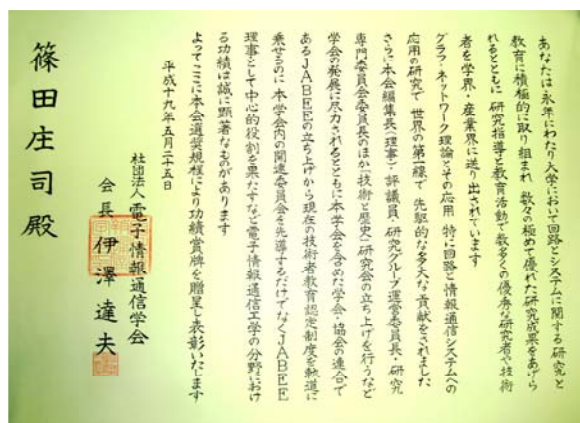 あなたは永年にわたり大学において回路とシステムに関する研究と
教育に積極的に取り組まれ 数々の極めて優れた研究成果をあげら
れるとともに 研究指導と教育活動で数多くの優秀な研究者や技術
者を学界・産業界に送り出されています
グラフ・ネットワーク理論とその応用 特に回路と情報通信システムへの
応用の研究で 世界の第一線で 先駆的な多大な貢献をされました
さらに本会編集長(理事) 評議員・研究グループ運営委員長・研究
専門委員会委員長のほか「技術と歴史」研究会の立ち上げを行うなど
学会の発展に尽力されるとともに本学会を含めた学会・協会の連合で
あるJABEEの立ち上げから現在の技術者教育認定制度を軌道に
乗せるのに 本学会内の関連委員会を先導するだけでなくJABEE
理事として中心的役割を果たすなど電子情報通信工学の分野におけ
る功績は誠に顕著なものがあります
よってここに本会選奨規程により功績賞牌を贈呈し表彰いたします
平成十九年五月二十五日
社団法人電子情報通信学会
会長 伊澤達夫
篠田庄司殿